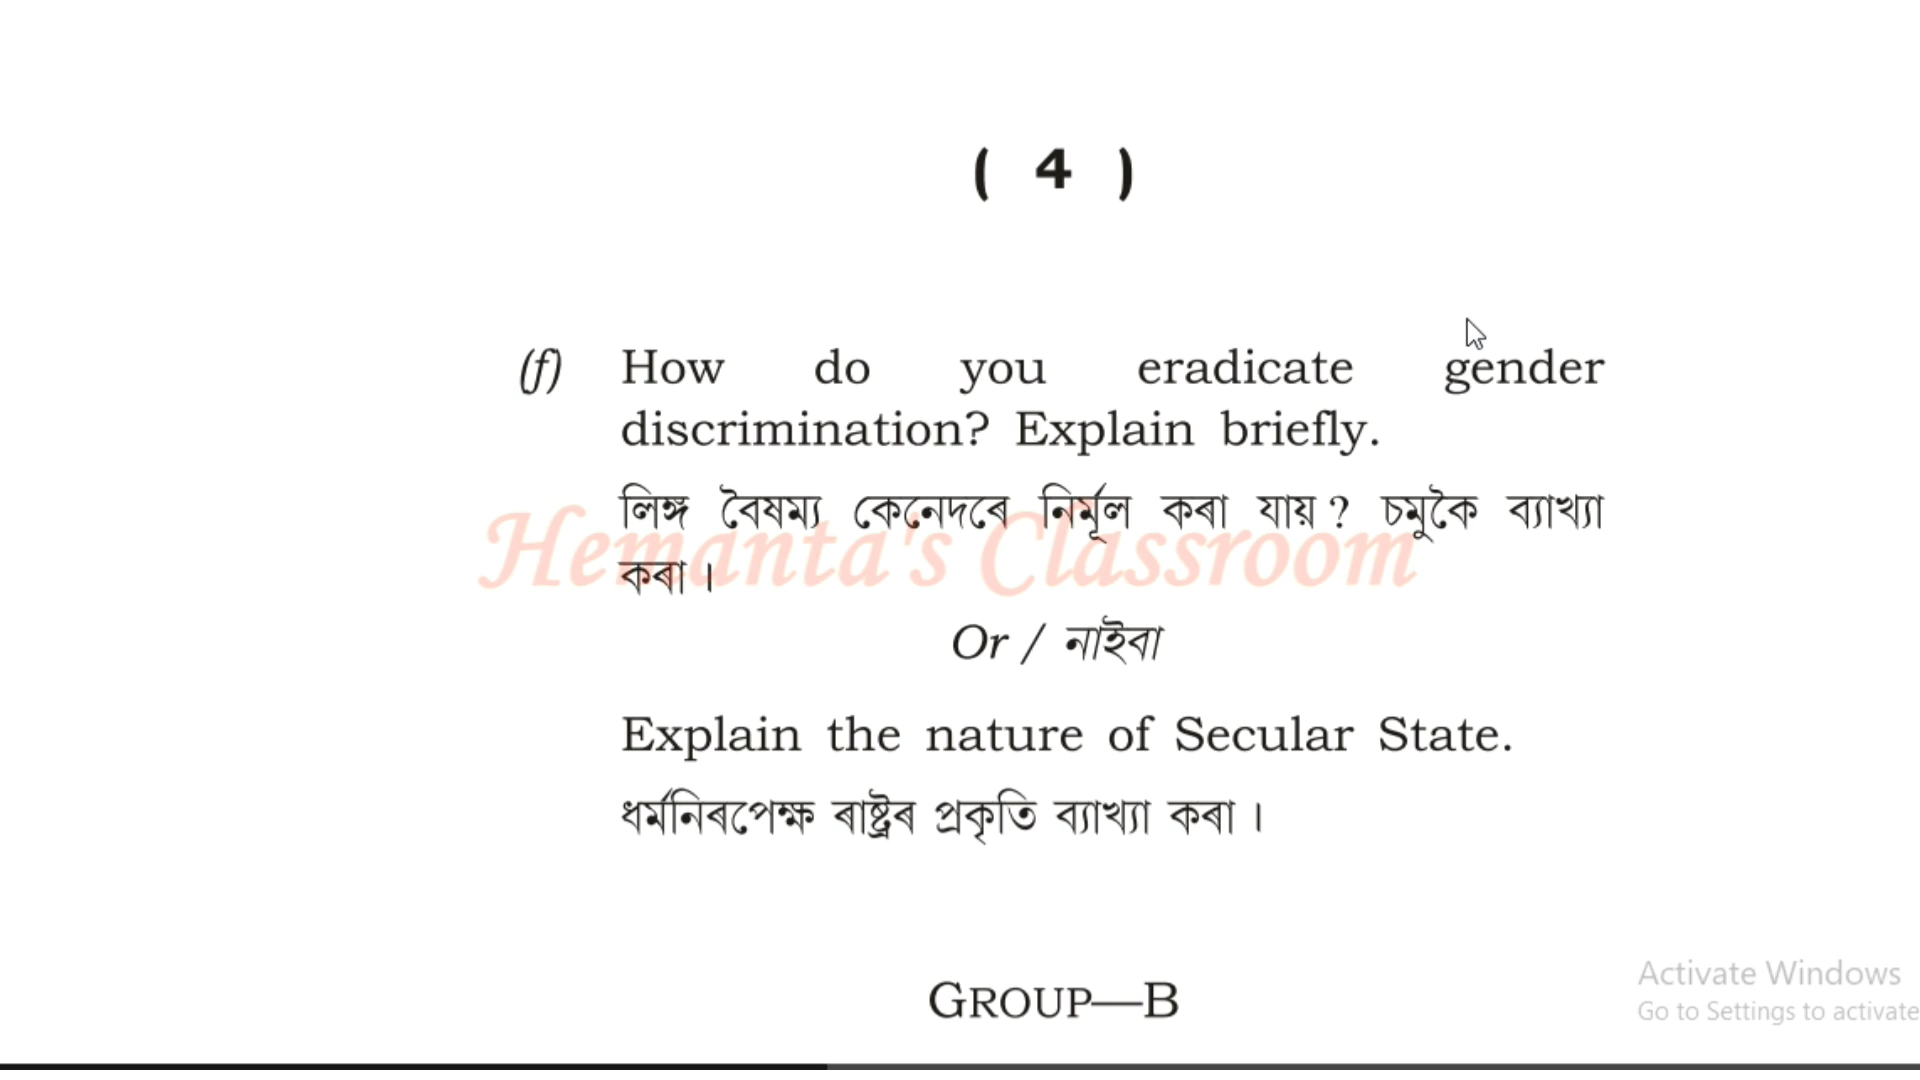 ( 4 )
(f) How do you eradicate gender
discrimination? Explain briefly.
লিঙ্গ বৈষম্য কেনেদৰে নিৰ্মূল কৰা যায় ? চমুকৈ ব্যাখ্যা
কৰা ।
Hemanta's Classroom
Or / নাইবা
Explain the nature of Secular State.
ধৰ্মনিৰপেক্ষ ৰাষ্ট্ৰৰ প্ৰকৃতি ব্যাখ্যা কৰা ।
GROUP—B
Activate Windows
Go to Settings to activate